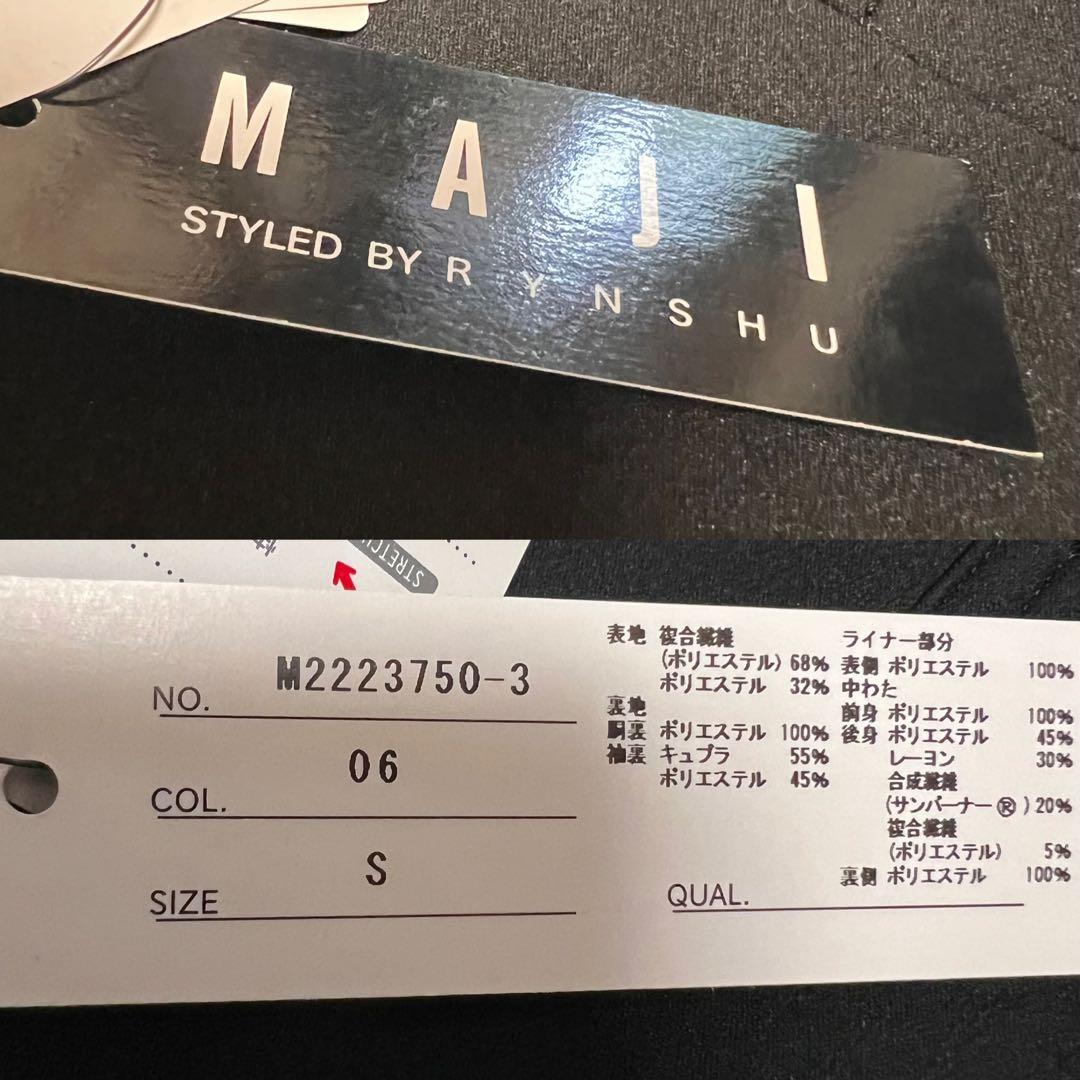 M A J I
STYLED BY R Y N S H U
STRETCH
NO. M2223750-3
COL. 06
SIZE S
表地 複合繊維
(ポリエステル) 68%
ポリエステル 32%
裏地
胴裏 ポリエステル 100%
袖裏 キュプラ 55%
ポリエステル 45%
ライナー部分
表側 ポリエステル 100%
中わた
前身 ポリエステル 100%
後身 ポリエステル 45%
レーヨン 30%
合成繊維
(サンバーナー®) 20%
複合繊維
(ポリエステル) 5%
裏側 ポリエステル 100%
QUAL.